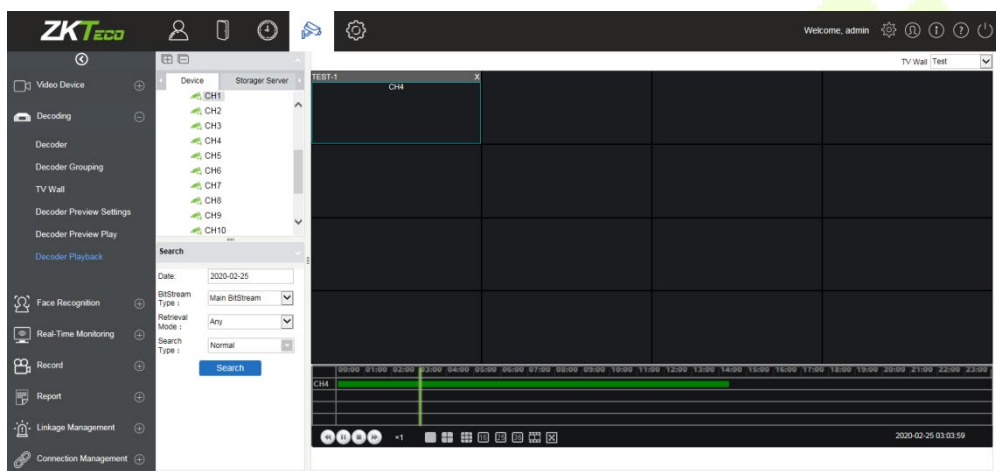 ZKTeco
Welcome, admin
TV Wall Test
Video Device
Decoding
Decoder
Decoder Grouping
TV Wall
Decoder Preview Settings
Decoder Preview Play
Decoder Playback
Face Recognition
Real-Time Monitoring
Record
Report
Linkage Management
Connection Management
Device Storager Server
CH1
CH2
CH3
CH4
CH5
CH6
CH7
CH8
CH9
CH10
Search
Date: 2020-02-25
BitStream Type : Main BitStream
Retrieval Mode : Any
Search Type : Normal
Search
TEST-1 X
CH4
00:00 01:00 02:00 03:00 04:00 05:00 06:00 07:00 08:00 09:00 10:00 11:00 12:00 13:00 14:00 15:00 16:00 17:00 18:00 19:00 20:00 21:00 22:00 23:00
CH4
×1 16 25 36
2020-02-25 03:03:59